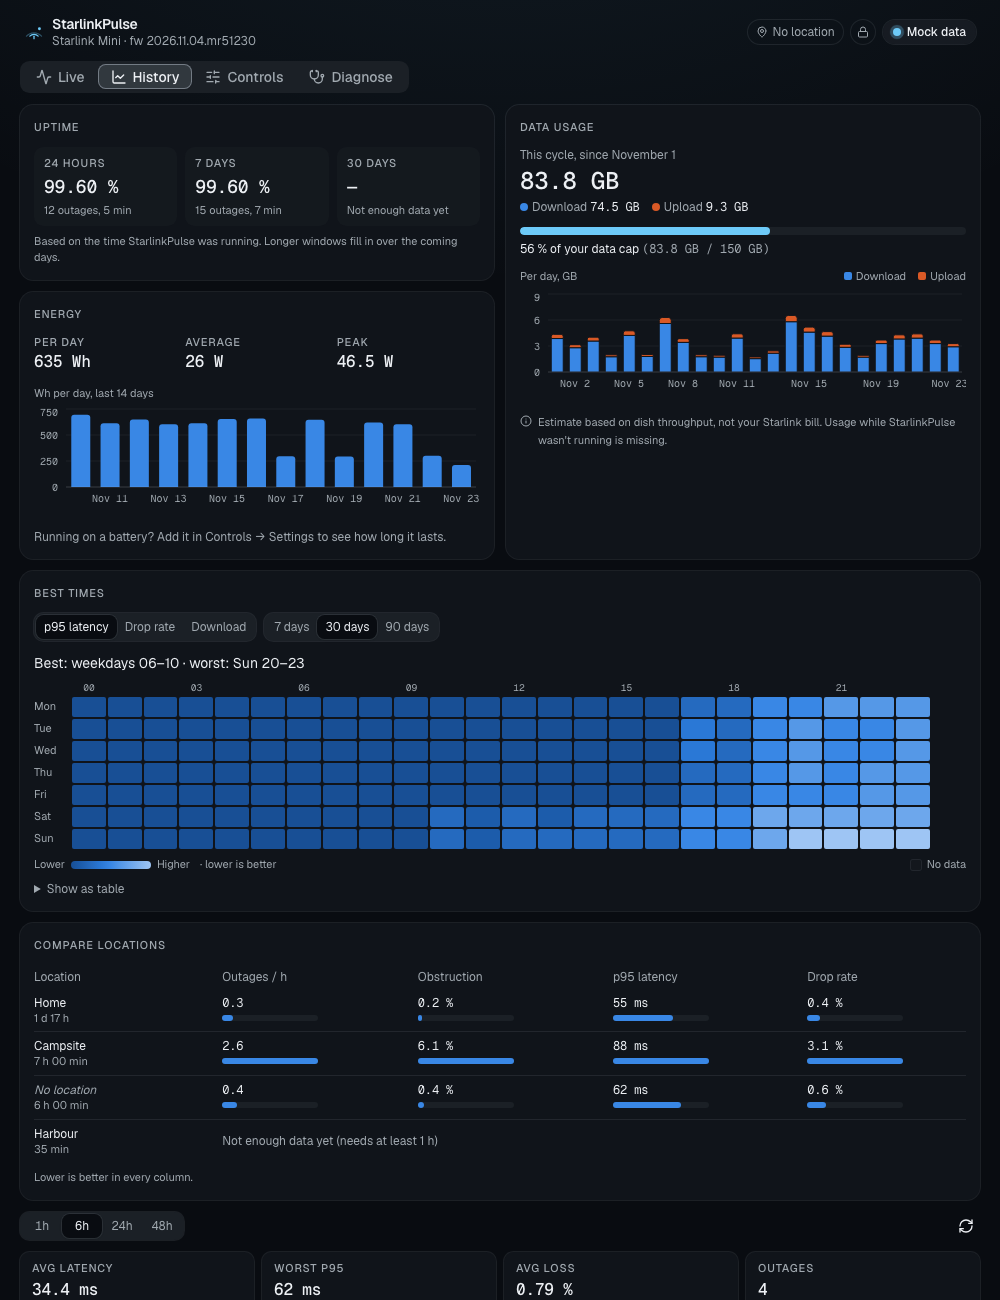 StarlinkPulse
Starlink Mini · fw 2026.11.04.mr51230
No location
Mock data
Live
History
Controls
Diagnose
UPTIME
24 HOURS
99.60 %
12 outages, 5 min
7 DAYS
99.60 %
15 outages, 7 min
30 DAYS
—
Not enough data yet
Based on the time StarlinkPulse was running. Longer windows fill in over the coming
days.
ENERGY
PER DAY
635 Wh
AVERAGE
26 W
PEAK
46.5 W
Wh per day, last 14 days
750
500
250
0
Nov 11 Nov 13 Nov 15 Nov 17 Nov 19 Nov 21 Nov 23
Running on a battery? Add it in Controls → Settings to see how long it lasts.
DATA USAGE
This cycle, since November 1
83.8 GB
Download 74.5 GB Upload 9.3 GB
56 % of your data cap (83.8 GB / 150 GB)
Per day, GB
Download Upload
9
6
3
0
Nov 2 Nov 5 Nov 8 Nov 11 Nov 15 Nov 19 Nov 23
Estimate based on dish throughput, not your Starlink bill. Usage while StarlinkPulse
wasn't running is missing.
BEST TIMES
p95 latency Drop rate Download
7 days 30 days 90 days
Best: weekdays 06–10 · worst: Sun 20–23
00 03 06 09 12 15 18 21
Mon
Tue
Wed
Thu
Fri
Sat
Sun
Lower Higher · lower is better
No data
Show as table
COMPARE LOCATIONS
Location Outages / h Obstruction p95 latency Drop rate
Home 0.3 0.2 % 55 ms 0.4 %
1 d 17 h
Campsite 2.6 6.1 % 88 ms 3.1 %
7 h 00 min
No location 0.4 0.4 % 62 ms 0.6 %
6 h 00 min
Harbour
35 min
Not enough data yet (needs at least 1 h)
Lower is better in every column.
1h 6h 24h 48h
AVG LATENCY
34.4 ms
WORST P95
62 ms
AVG LOSS
0.79 %
OUTAGES
4